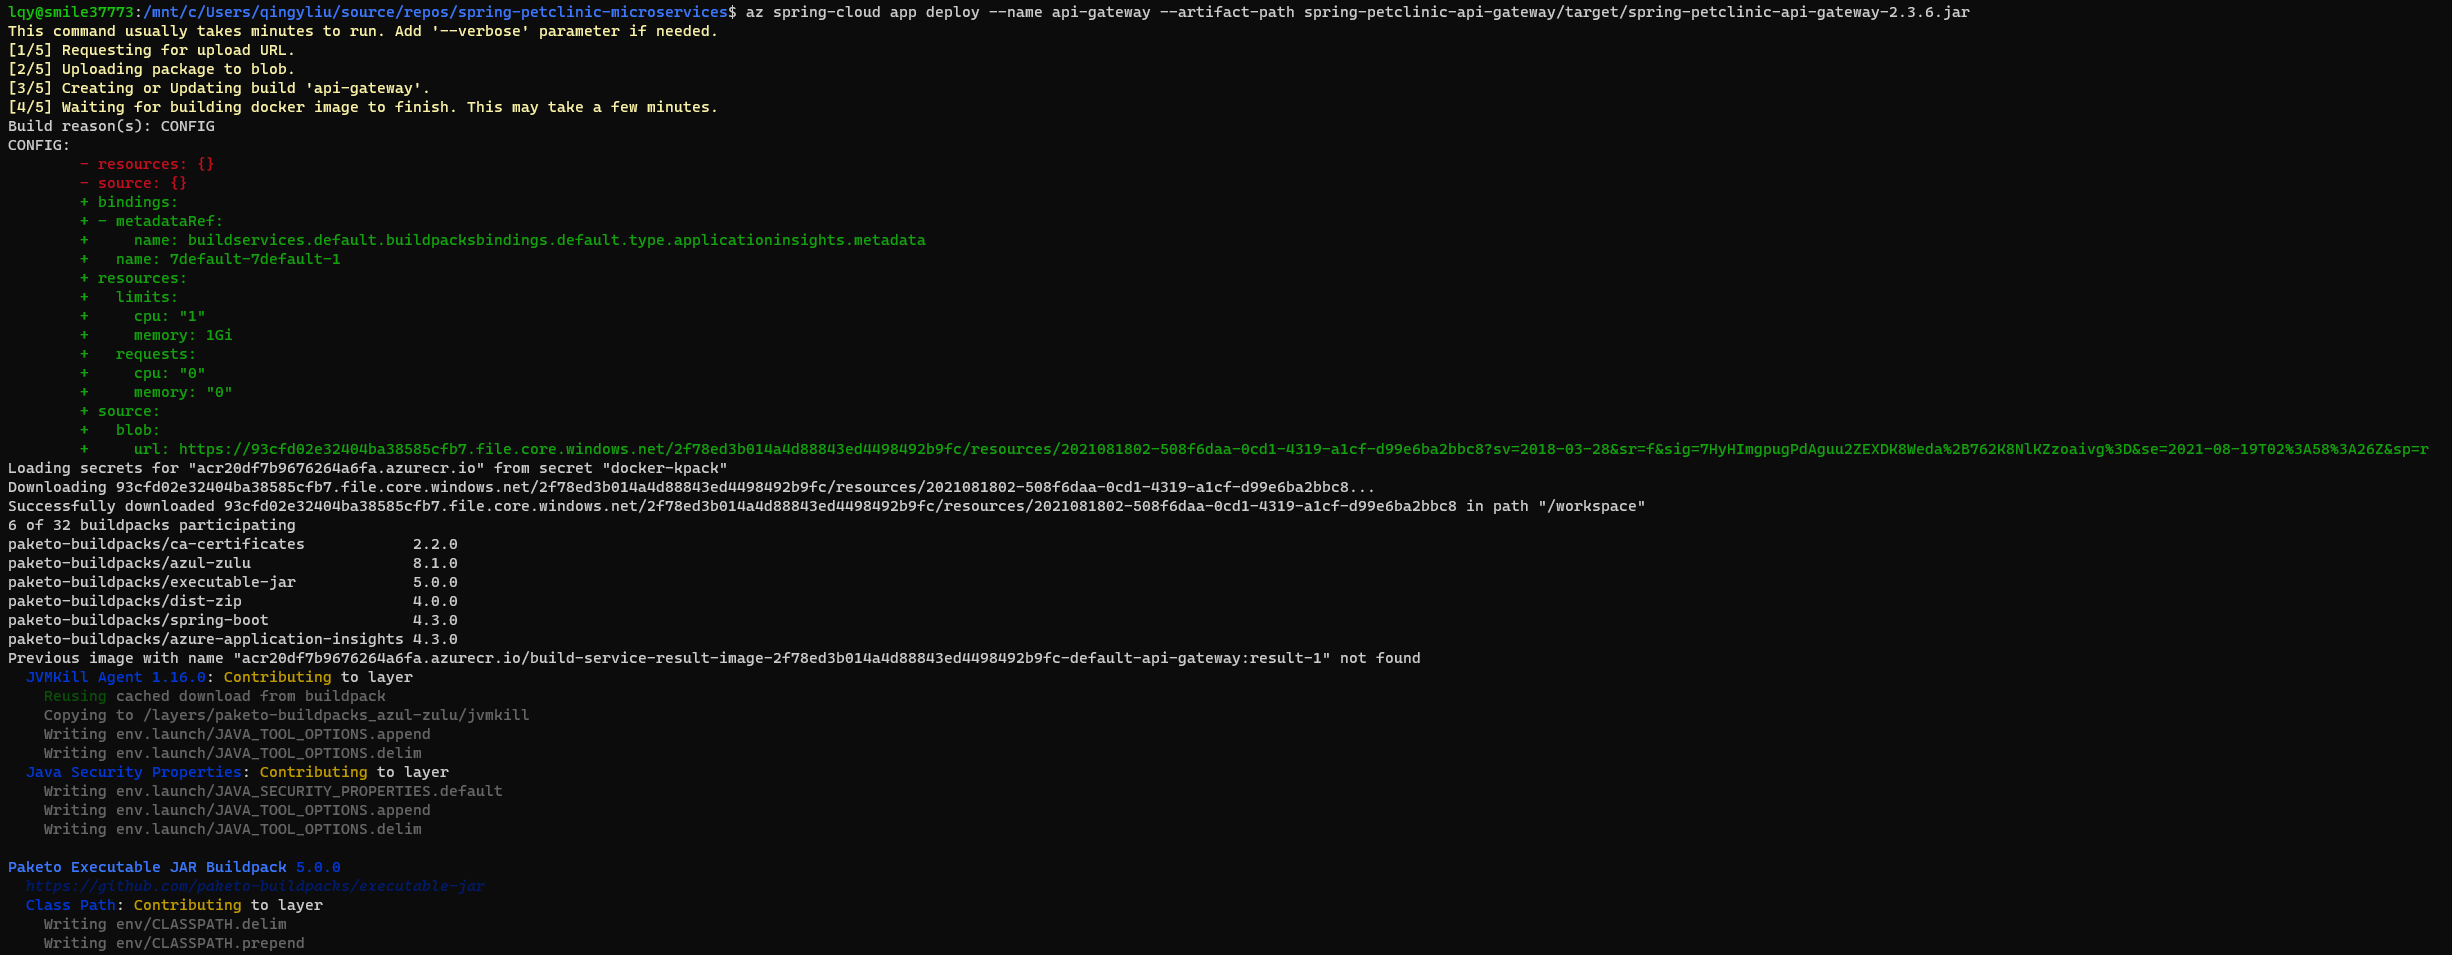 lqy@smile37773:/mnt/c/Users/qingyliu/source/repos/spring-petclinic-microservices$ az spring-cloud app deploy --name api-gateway --artifact-path spring-petclinic-api-gateway/target/spring-petclinic-api-gateway-2.3.6.jar
This command usually takes minutes to run. Add '--verbose' parameter if needed.
[1/5] Requesting for upload URL.
[2/5] Uploading package to blob.
[3/5] Creating or Updating build 'api-gateway'.
[4/5] Waiting for building docker image to finish. This may take a few minutes.
Build reason(s): CONFIG
CONFIG:
        - resources: {}
        - source: {}
        + bindings:
        + - metadataRef:
        +     name: buildservices.default.buildpacksbindings.default.type.applicationinsights.metadata
        +   name: 7default-7default-1
        + resources:
        +   limits:
        +     cpu: "1"
        +     memory: 1Gi
        +   requests:
        +     cpu: "0"
        +     memory: "0"
        + source:
        +   blob:
        +     url: https://93cfd02e32404ba38585cfb7.file.core.windows.net/2f78ed3b014a4d88843ed4498492b9fc/resources/2021081802-508f6daa-0cd1-4319-a1cf-d99e6ba2bbc8?sv=2018-03-28&sr=f&sig=7HyHImgpugPdAguu2ZEXDK8Weda%2B762K8NlKZzoaivg%3D&se=2021-08-19T02%3A58%3A26Z&sp=r
Loading secrets for "acr20df7b9676264a6fa.azurecr.io" from secret "docker-kpack"
Downloading 93cfd02e32404ba38585cfb7.file.core.windows.net/2f78ed3b014a4d88843ed4498492b9fc/resources/2021081802-508f6daa-0cd1-4319-a1cf-d99e6ba2bbc8...
Successfully downloaded 93cfd02e32404ba38585cfb7.file.core.windows.net/2f78ed3b014a4d88843ed4498492b9fc/resources/2021081802-508f6daa-0cd1-4319-a1cf-d99e6ba2bbc8 in path "/workspace"
6 of 32 buildpacks participating
paketo-buildpacks/ca-certificates            2.2.0
paketo-buildpacks/azul-zulu                  8.1.0
paketo-buildpacks/executable-jar             5.0.0
paketo-buildpacks/dist-zip                   4.0.0
paketo-buildpacks/spring-boot                4.3.0
paketo-buildpacks/azure-application-insights 4.3.0
Previous image with name "acr20df7b9676264a6fa.azurecr.io/build-service-result-image-2f78ed3b014a4d88843ed4498492b9fc-default-api-gateway:result-1" not found
  JVMKill Agent 1.16.0: Contributing to layer
    Reusing cached download from buildpack
    Copying to /layers/paketo-buildpacks_azul-zulu/jvmkill
    Writing env.launch/JAVA_TOOL_OPTIONS.append
    Writing env.launch/JAVA_TOOL_OPTIONS.delim
  Java Security Properties: Contributing to layer
    Writing env.launch/JAVA_SECURITY_PROPERTIES.default
    Writing env.launch/JAVA_TOOL_OPTIONS.append
    Writing env.launch/JAVA_TOOL_OPTIONS.delim

Paketo Executable JAR Buildpack 5.0.0
  https://github.com/paketo-buildpacks/executable-jar
  Class Path: Contributing to layer
    Writing env/CLASSPATH.delim
    Writing env/CLASSPATH.prepend